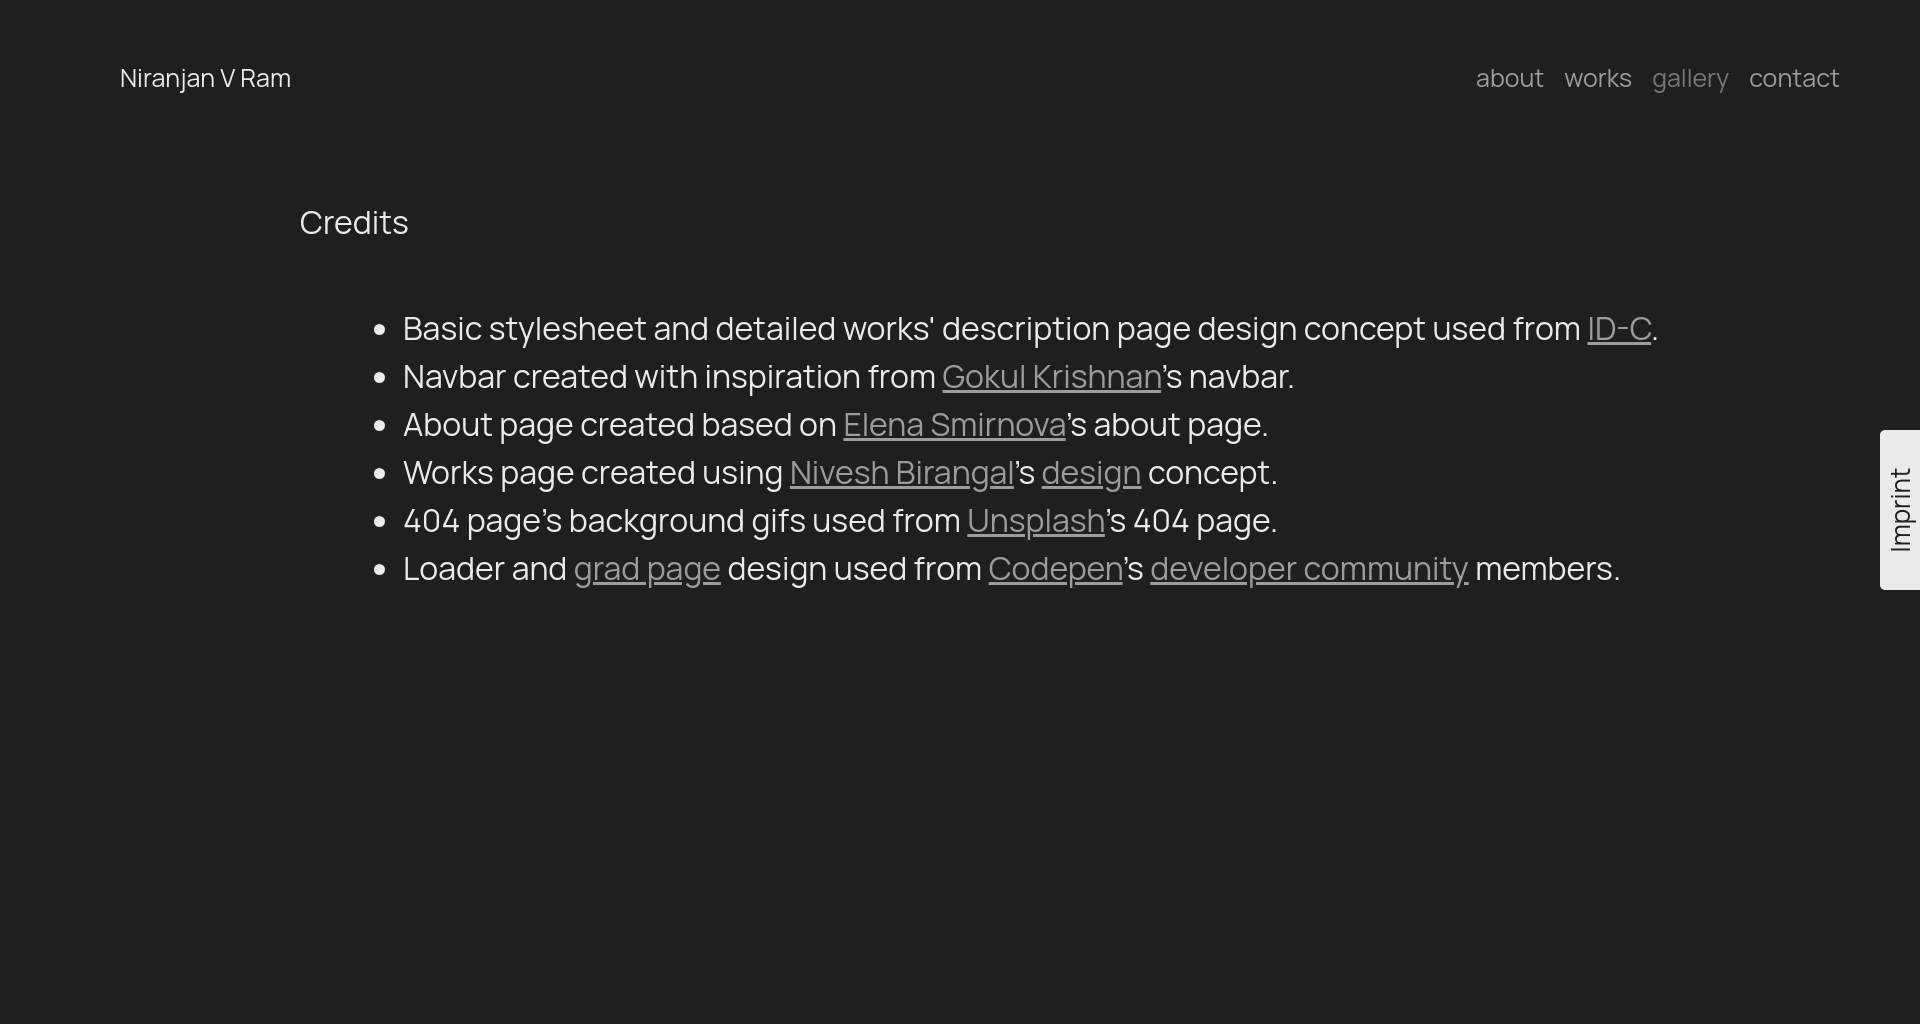 Niranjan V Ram
about works gallery contact
Credits
Basic stylesheet and detailed works' description page design concept used from ID-C.
Navbar created with inspiration from Gokul Krishnan’s navbar.
About page created based on Elena Smirnova’s about page.
Works page created using Nivesh Birangal’s design concept.
404 page’s background gifs used from Unsplash’s 404 page.
Loader and grad page design used from Codepen’s developer community members.
Imprint